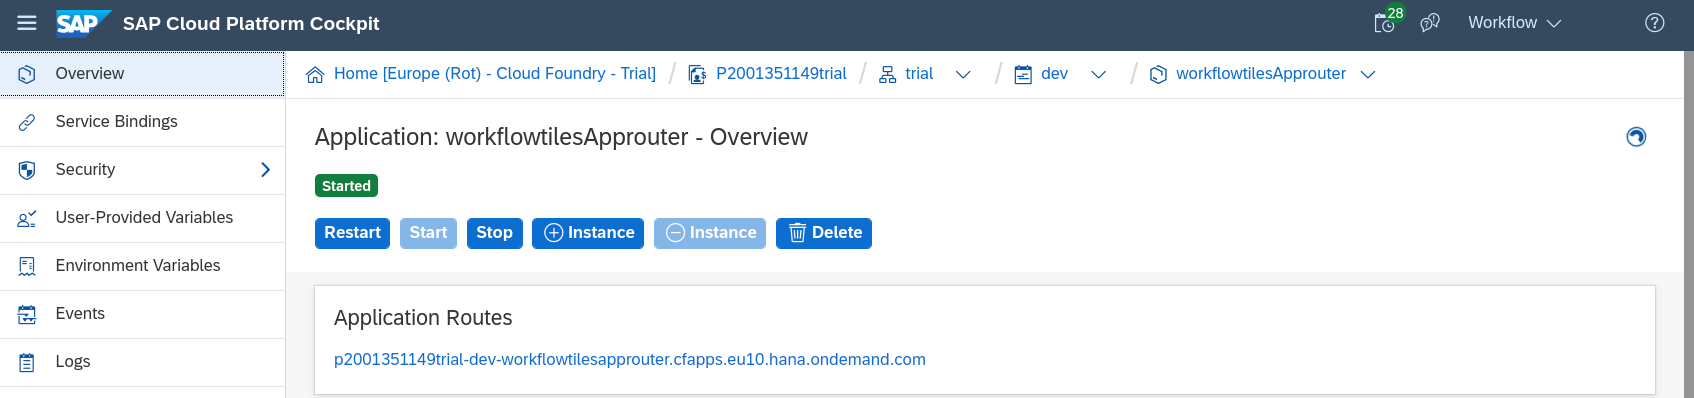 SAP SAP Cloud Platform Cockpit 28 Workflow
Overview
Service Bindings
Security
User-Provided Variables
Environment Variables
Events
Logs
Home [Europe (Rot) - Cloud Foundry - Trial] / P2001351149trial / trial / dev / workflowtilesApprouter
Application: workflowtilesApprouter - Overview
Started
Restart Start Stop Instance Instance Delete
Application Routes
p2001351149trial-dev-workflowtilesapprouter.cfapps.eu10.hana.ondemand.com